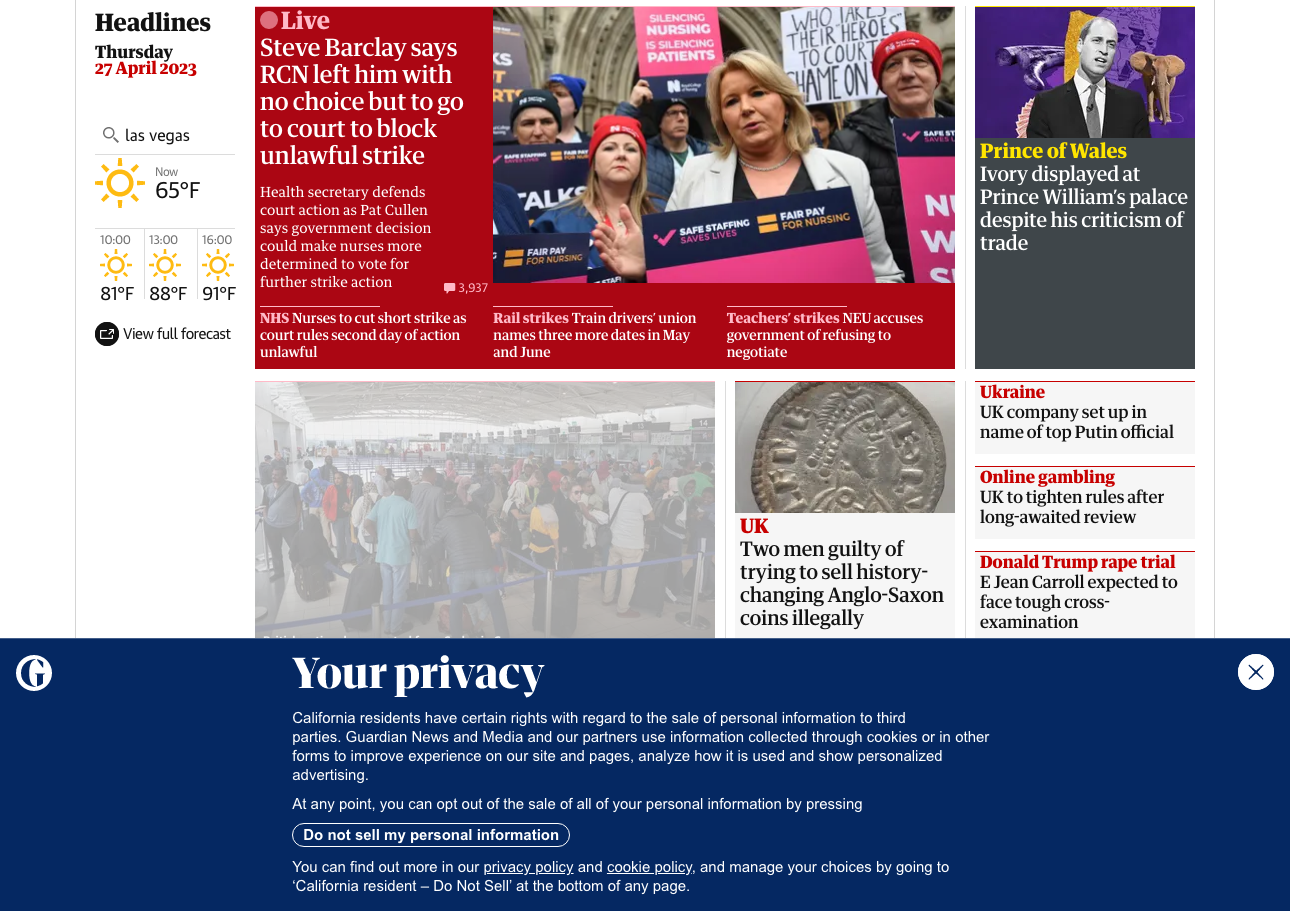 Headlines
Thursday
27 April 2023
las vegas
Now
65°F
10:00
13:00
16:00
81°F
88°F
91°F
View full forecast
Live
Steve Barclay says
RCN left him with
no choice but to go
to court to block
unlawful strike
Health secretary defends
court action as Pat Cullen
says government decision
could make nurses more
determined to vote for
further strike action
3,937
SILENCING
NURSING
IS SILENCING
PATIENTS
WHO TAKES
THEIR HEROES
TO COURT
SHAME ON
SAFE STAFFING
SAVES LIVES
FAIR PAY
FOR NURSING
FAIR PAY
FOR NURSING
TALKS
NHS Nurses to cut short strike as
court rules second day of action
unlawful
Rail strikes Train drivers' union
names three more dates in May
and June
Teachers' strikes NEU accuses
government of refusing to
negotiate
Prince of Wales
Ivory displayed at
Prince William's palace
despite his criticism of
trade
14
UK
Two men guilty of
trying to sell history-
changing Anglo-Saxon
coins illegally
Ukraine
UK company set up in
name of top Putin official
Online gambling
UK to tighten rules after
long-awaited review
Donald Trump rape trial
E Jean Carroll expected to
face tough cross-
examination
G
Your privacy
California residents have certain rights with regard to the sale of personal information to third
parties. Guardian News and Media and our partners use information collected through cookies or in other
forms to improve experience on our site and pages, analyze how it is used and show personalized
advertising.
At any point, you can opt out of the sale of all of your personal information by pressing
Do not sell my personal information
You can find out more in our privacy policy and cookie policy, and manage your choices by going to
‘California resident – Do Not Sell’ at the bottom of any page.